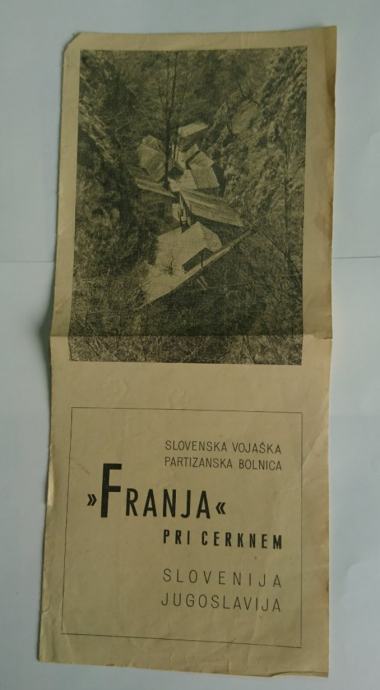 SLOVENSKA VOJAŠKA
PARTIZANSKA BOLNICA
»FRANJA«
PRI CERKNEM
SLOVENIJA
JUGOSLAVIJA